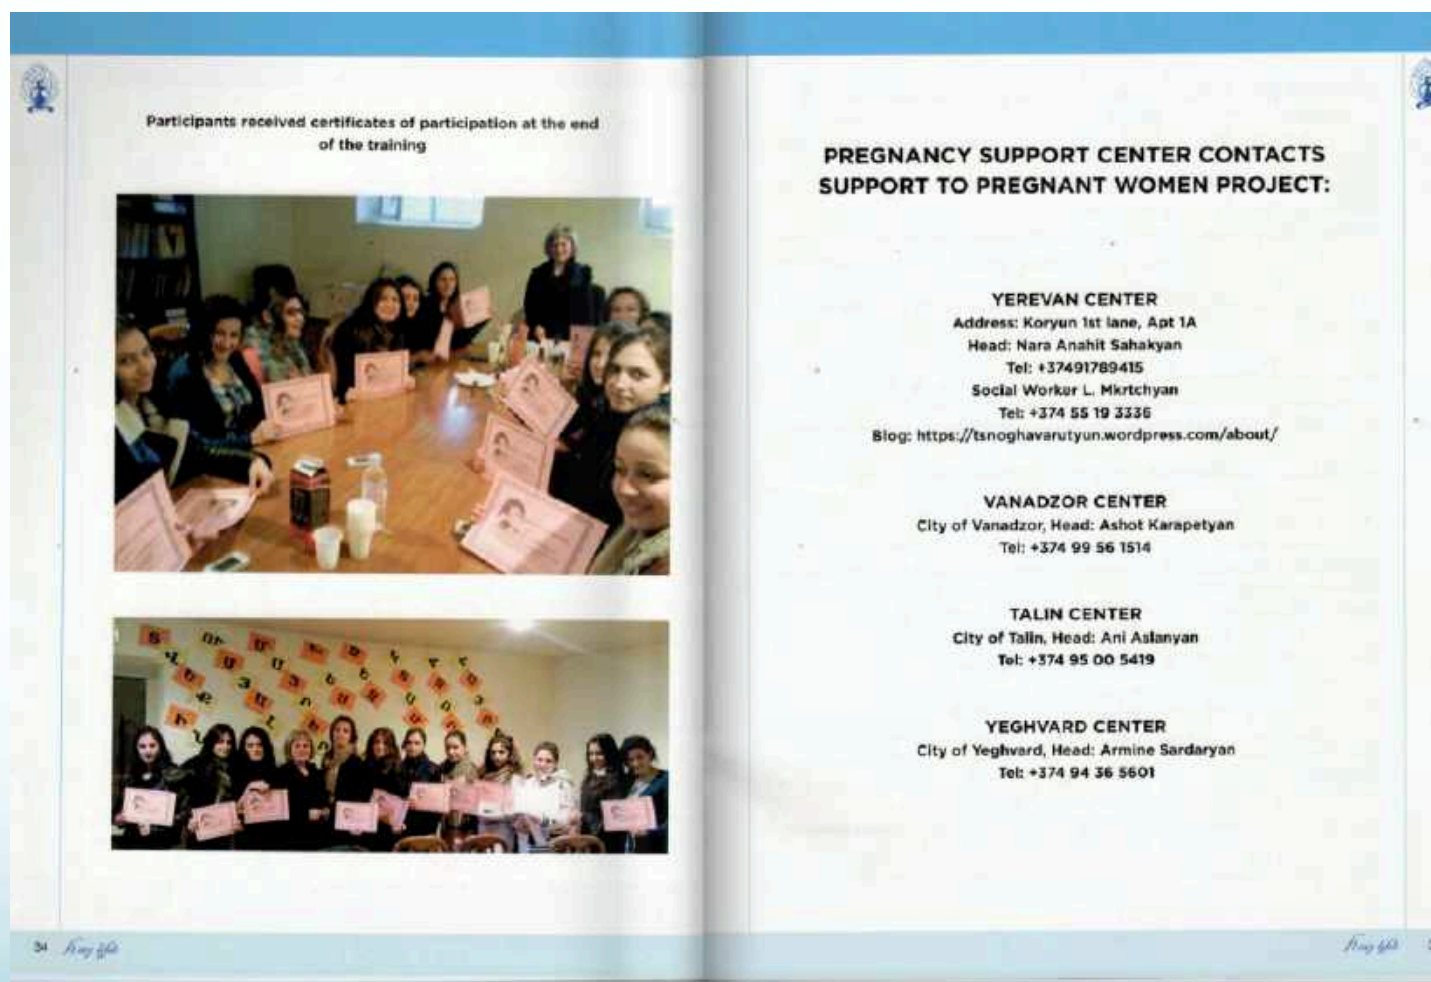 Participants received certificates of participation at the end
of the training
34
PREGNANCY SUPPORT CENTER CONTACTS
SUPPORT TO PREGNANT WOMEN PROJECT:
YEREVAN CENTER
Address: Koryun 1st lane, Apt 1A
Head: Nara Anahit Sahakyan
Tel: +37491789415
Social Worker L. Mkrtchyan
Tel: +374 55 19 3336
Blog: https://tsnoghavarutyun.wordpress.com/about/
VANADZOR CENTER
City of Vanadzor, Head: Ashot Karapetyan
Tel: +374 99 56 1514
TALIN CENTER
City of Talin, Head: Ani Aslanyan
Tel: +374 95 00 5419
YEGHVARD CENTER
City of Yeghvard, Head: Armine Sardaryan
Tel: +374 94 36 5601